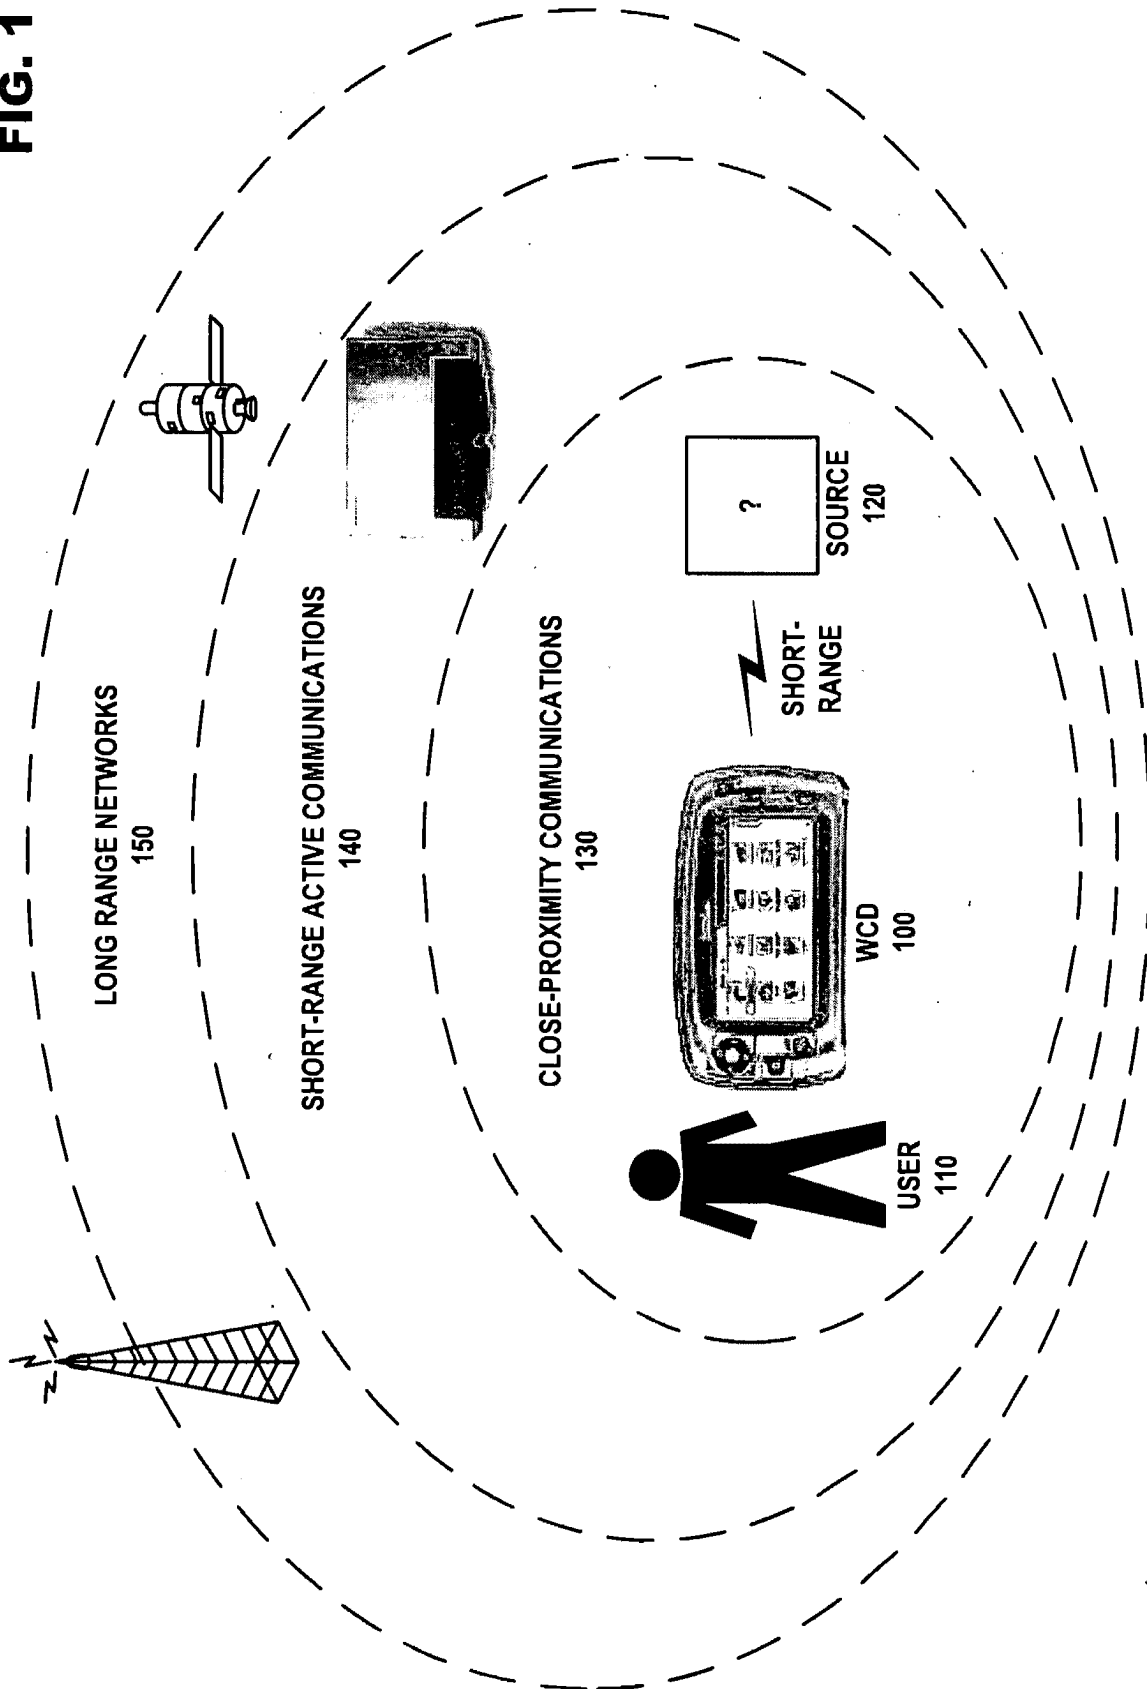 FIG. 1
LONG RANGE NETWORKS
150
SHORT-RANGE ACTIVE COMMUNICATIONS
140
CLOSE-PROXIMITY COMMUNICATIONS
130
USER
110
WCD
100
SHORT-
RANGE
?
SOURCE
120